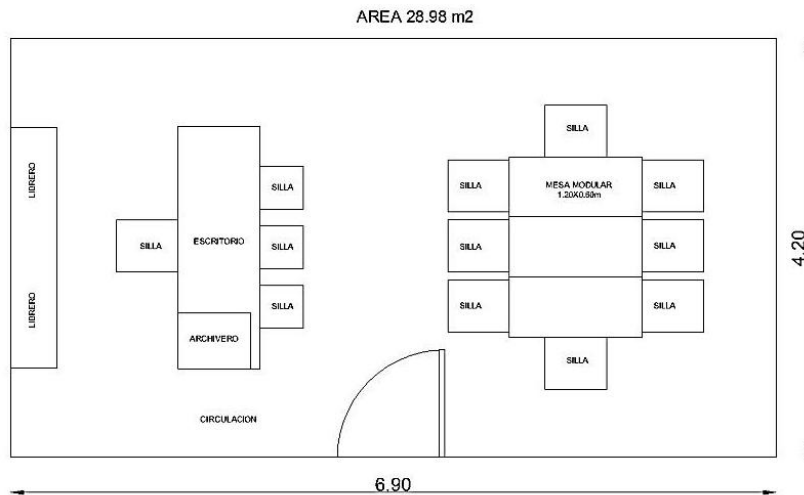 AREA 28.98 m2
SILLA
LIBRERO
SILLA
SILLA
MESA MODULAR
1.20X0.60m
SILLA
SILLA
ESCRITORIO
SILLA
SILLA
SILLA
SILLA
4.20
LIBRERO
SILLA
SILLA
SILLA
ARCHIVERO
SILLA
CIRCULACION
6.90